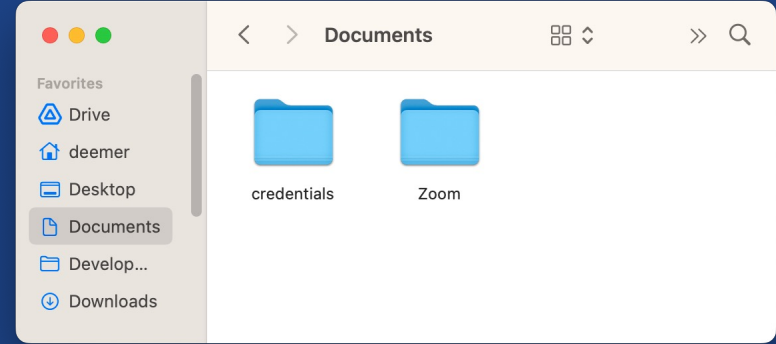 Documents
Favorites
Drive
deemer
Desktop
Documents
Develop...
Downloads
credentials
Zoom